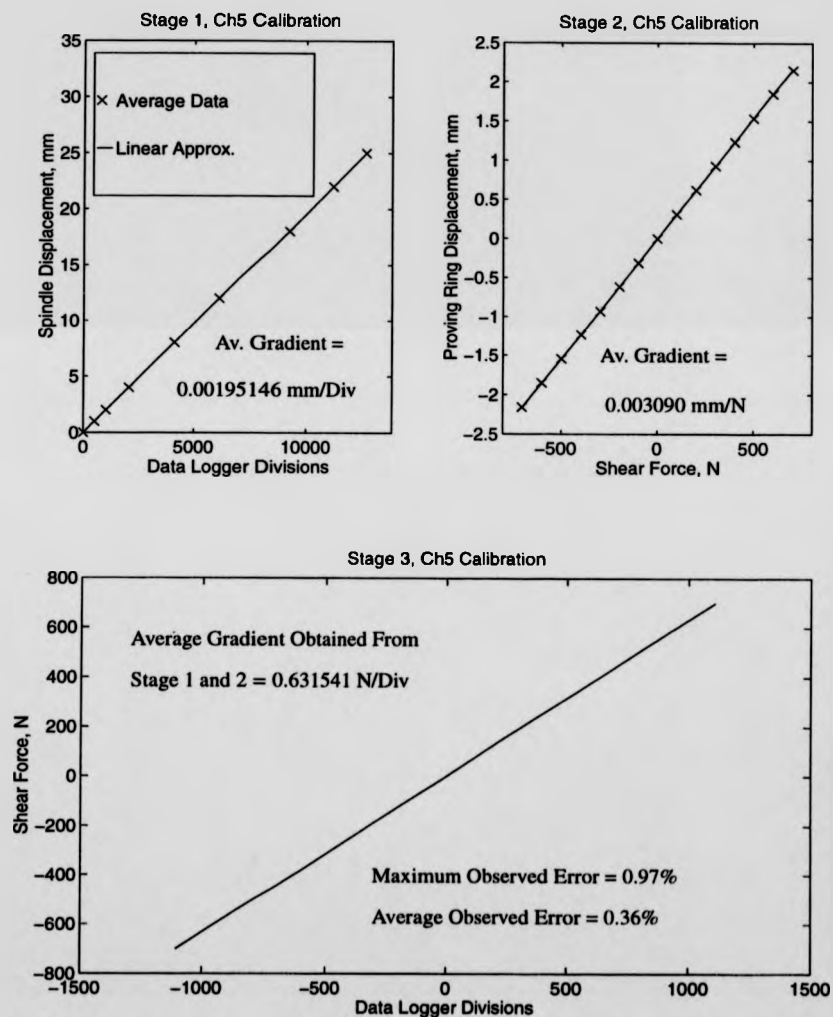 Stage 1, Ch5 Calibration
35
30
25
20
15
10
5
0
Spindle Displacement, mm
× Average Data
— Linear Approx.
Av. Gradient =
0.00195146 mm/Div
0 5000 10000
Data Logger Divisions
Stage 2, Ch5 Calibration
2.5
2
1.5
1
0.5
0
−0.5
−1
−1.5
−2
−2.5
Proving Ring Displacement, mm
Av. Gradient =
0.003090 mm/N
−500 0 500
Shear Force, N
Stage 3, Ch5 Calibration
800
600
400
200
0
−200
−400
−600
−800
Shear Force, N
Average Gradient Obtained From
Stage 1 and 2 = 0.631541 N/Div
Maximum Observed Error = 0.97%
Average Observed Error = 0.36%
−1500 −1000 −500 0 500 1000 1500
Data Logger Divisions